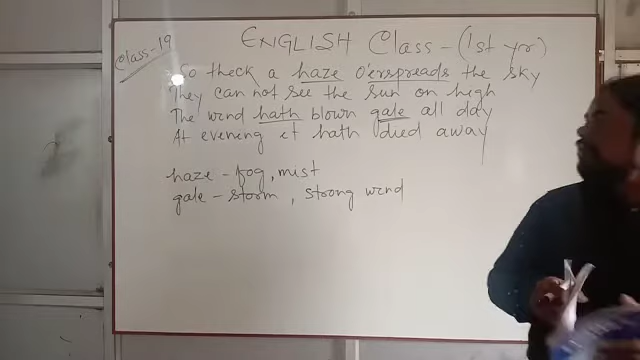 Class-19
ENGLISH Class-(1st yr)
So theck a haze O'erspreads the sky
They can not see the sun on high
The wind hath blown gale all day
At evening it hath died away
haze - fog, mist
gale - storm, strong wind